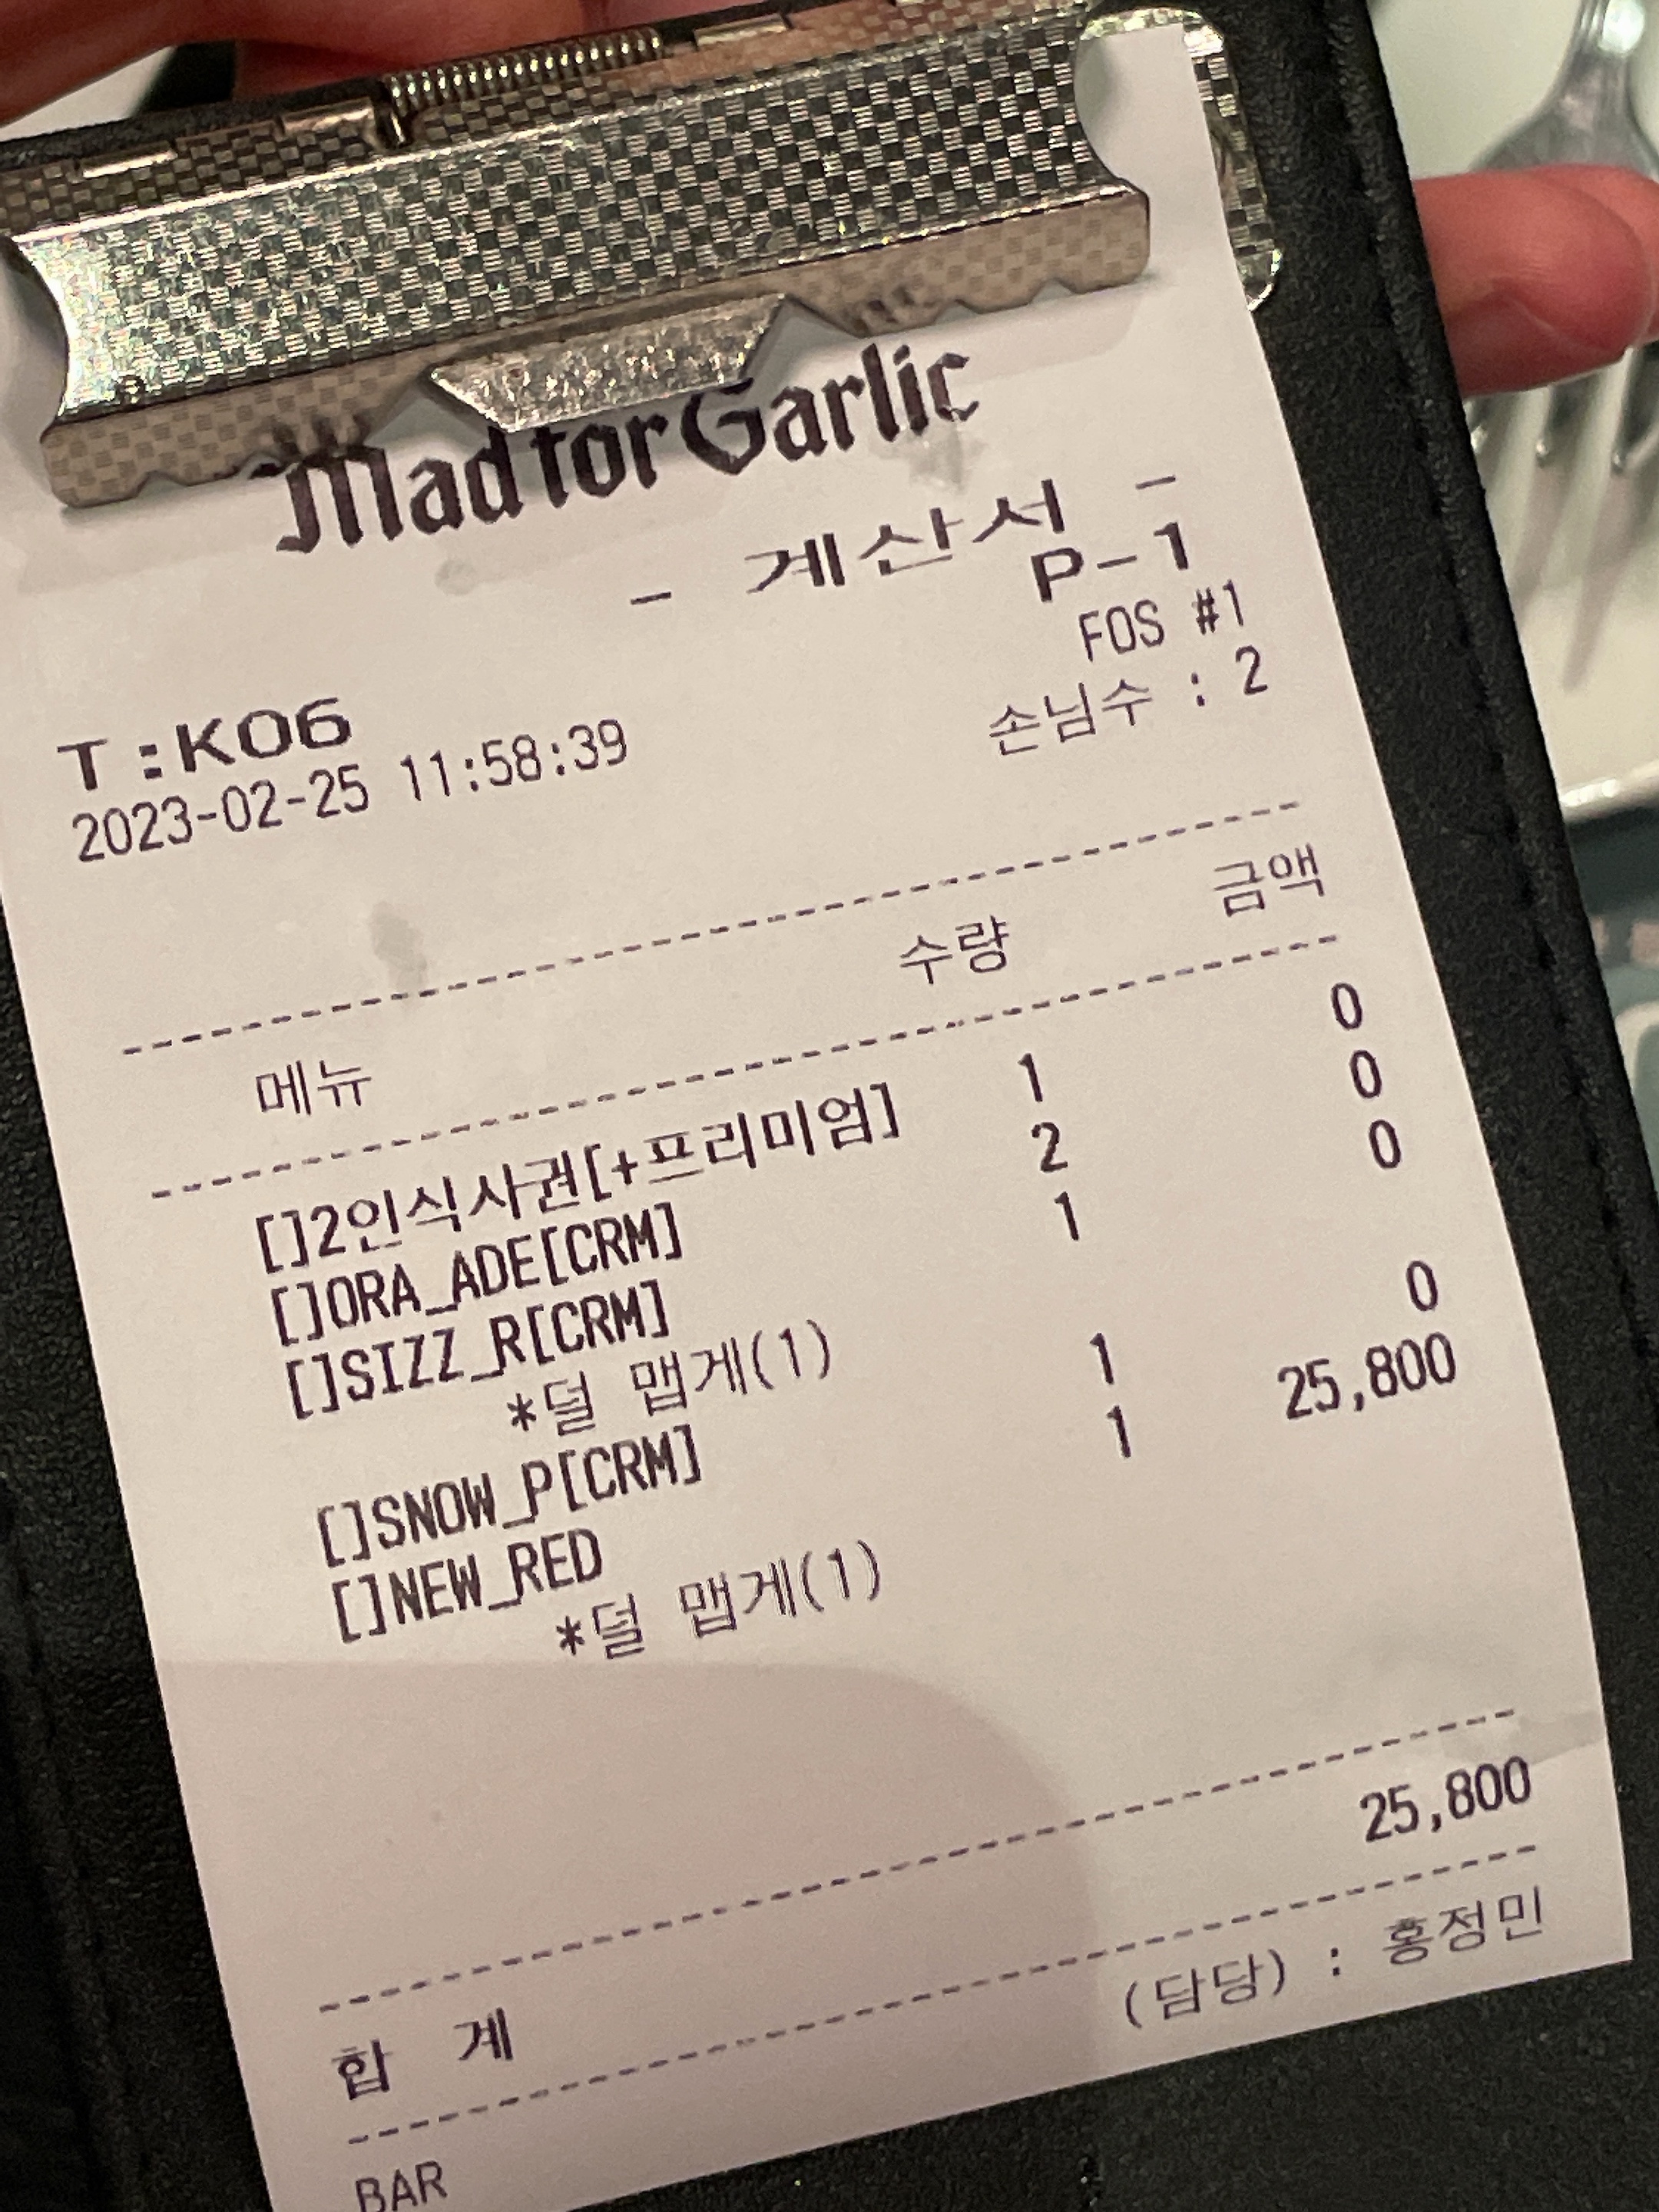 Mad for Garlic
- 계산서 -
P-1
FOS #1
T:K06
손님수 : 2
2023-02-25 11:58:39
메뉴 수량 금액
[]2인식사권[+프리미엄] 1 0
[]ORA_ADE[CRM] 2 0
[]SIZZ_R[CRM] 1 0
*덜 맵게(1)
[]SNOW_P[CRM] 1 0
[]NEW_RED 1 25,800
*덜 맵게(1)
합 계 25,800
BAR (담당) : 홍정민